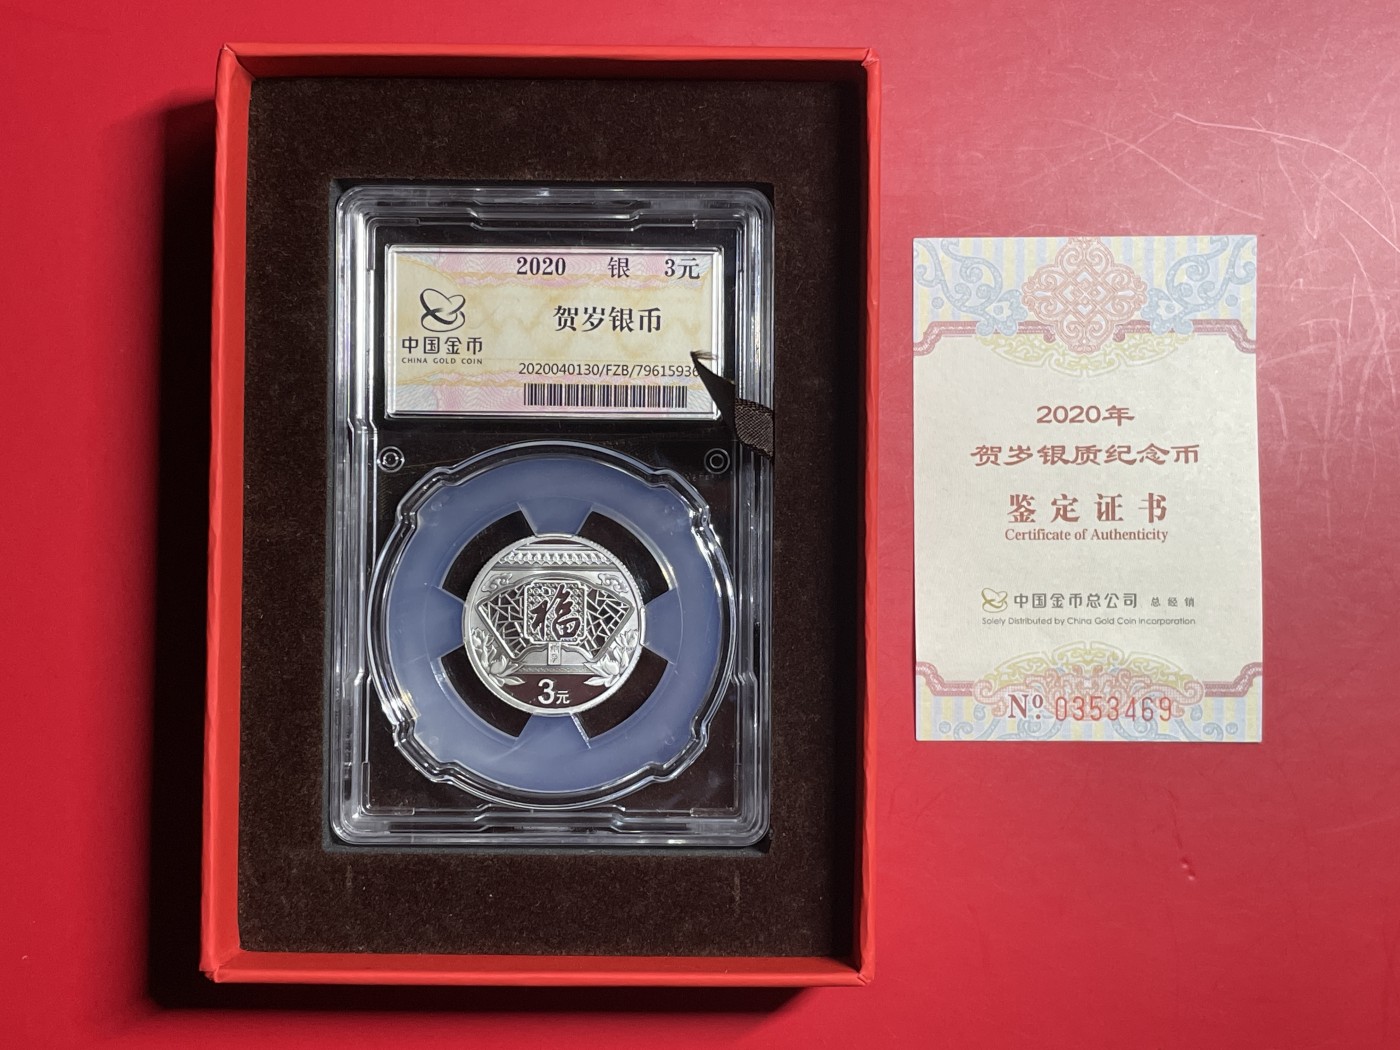 2020 银 3元
中国金币
CHINA GOLD COIN
贺岁银币
2020040130/FZB/7961593
福
3元
2020年
贺岁银质纪念币
鉴定证书
Certificate of Authenticity
中国金币总公司 总经销
Solely Distributed by China Gold Coin Incorporation
Nº 0353469